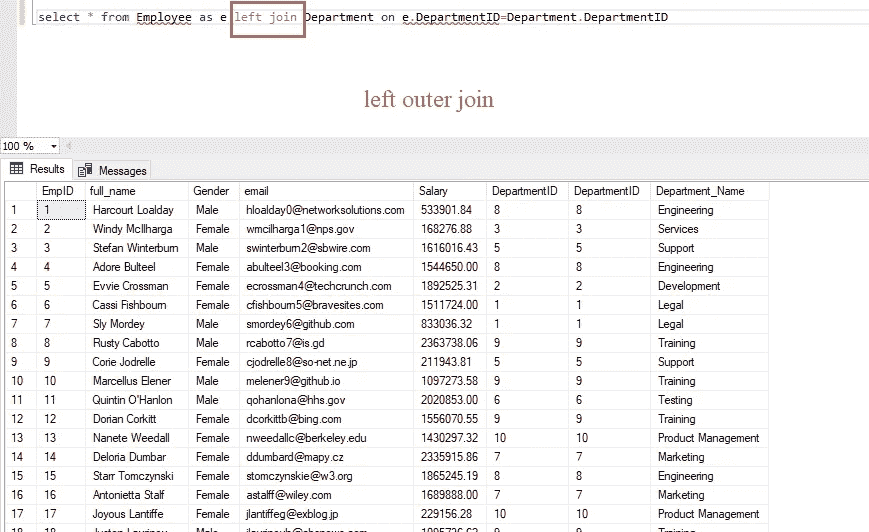 select * from Employee as e left join Department on e.DepartmentID=Department.DepartmentID
left outer join
100 %
Results Messages
EmpID full_name Gender email Salary DepartmentID DepartmentID Department_Name
1 1 Harcourt Loalday Male hloalday0@networksolutions.com 533901.84 8 8 Engineering
2 2 Windy McIlharga Female wmcilharga1@nps.gov 168276.88 3 3 Services
3 3 Stefan Winterburn Male swinterburn2@sbwire.com 1616016.43 5 5 Support
4 4 Adore Bulteel Female abulteel3@booking.com 1544650.00 8 8 Engineering
5 5 Evvie Crossman Female ecrossman4@techcrunch.com 1892525.31 2 2 Development
6 6 Cassi Fishbourn Female cfishbourn5@bravesites.com 1511724.00 1 1 Legal
7 7 Sly Mordey Male smordey6@github.com 833036.32 1 1 Legal
8 8 Rusty Cabotto Male rcabotto7@is.gd 2363738.06 9 9 Training
9 9 Corie Jodrelle Female cjodrelle8@so-net.ne.jp 211943.81 5 5 Support
10 10 Marcellus Elener Male melener9@github.io 1097273.58 9 9 Training
11 11 Quintin O'Hanlon Male qohanlona@hhs.gov 2020853.00 6 6 Testing
12 12 Dorian Corkitt Female dcorkittb@bing.com 1556070.55 9 9 Training
13 13 Nanete Weedall Female nweedallc@berkeley.edu 1430297.32 10 10 Product Management
14 14 Deloria Dumbar Female ddumbard@mapy.cz 2335915.86 7 7 Marketing
15 15 Starr Tomczynski Female stomczynskie@w3.org 1865245.19 8 8 Engineering
16 16 Antonietta Stalf Female astalff@wiley.com 1689888.00 7 7 Marketing
17 17 Joyous Lantiffe Female jlantiffeg@exblog.jp 229156.28 10 10 Product Management